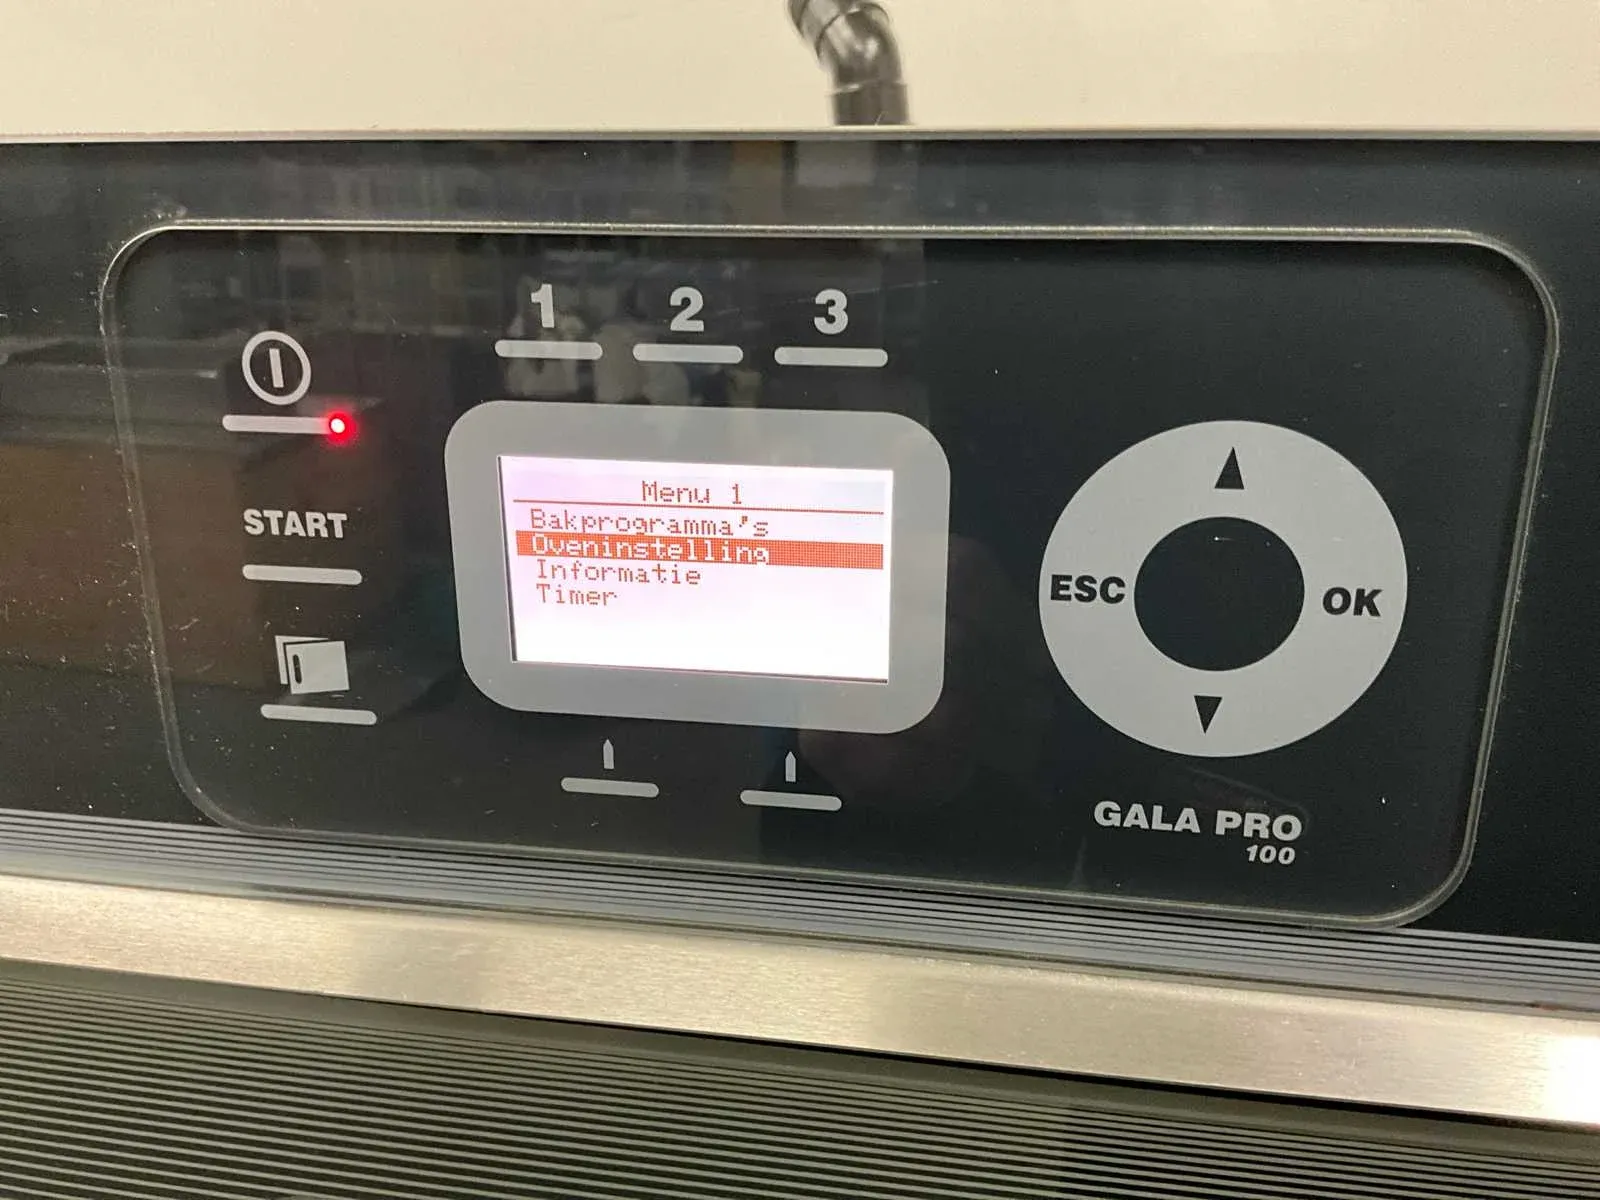 1 2 3
START
Menu 1
Bakprogramma's
Oveninstelling
Informatie
Timer
ESC
OK
GALA PRO
100